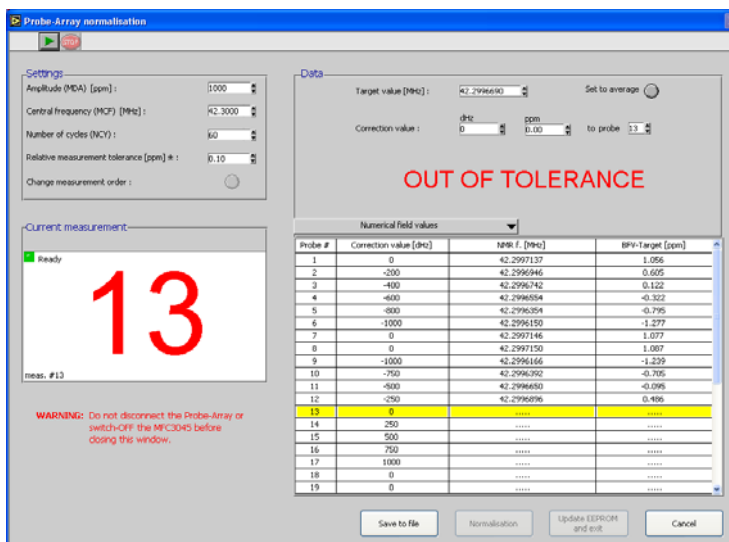 Probe-Array normalisation
STOP
Settings
Amplitude (MDA) [ppm] : 1000
Central frequency (MCF) [MHz] : 42.3000
Number of cycles (NCY) : 60
Relative measurement tolerance [ppm] ± : 0.10
Change measurement order :
Data
Target value [MHz] : 42.2996690 Set to average
dHz ppm
Correction value : 0 0.00 to probe 13
OUT OF TOLERANCE
Current measurement
Ready
13
meas. #13
WARNING: Do not disconnect the Probe-Array or
switch-OFF the MFC3045 before
closing this window.
Numerical field values
Probe # Correction value [dHz] NMR f. [MHz] BFV-Target [ppm]
1 0 42.2997137 1.056
2 -200 42.2996946 0.605
3 -400 42.2996742 0.122
4 -600 42.2996554 -0.322
5 -800 42.2996354 -0.795
6 -1000 42.2996150 -1.277
7 0 42.2997146 1.077
8 0 42.2997150 1.087
9 -1000 42.2996166 -1.239
10 -750 42.2996392 -0.705
11 -500 42.2996650 -0.095
12 -250 42.2996896 0.486
13 0 ..... .....
14 250 ..... .....
15 500 ..... .....
16 750 ..... .....
17 1000 ..... .....
18 0 ..... .....
19 0 ..... .....
Save to file Normalisation Update EEPROM and exit Cancel